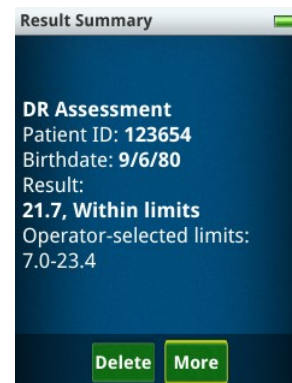 Result Summary
DR Assessment
Patient ID: 123654
Birthdate: 9/6/80
Result:
21.7, Within limits
Operator-selected limits:
7.0-23.4
Delete More